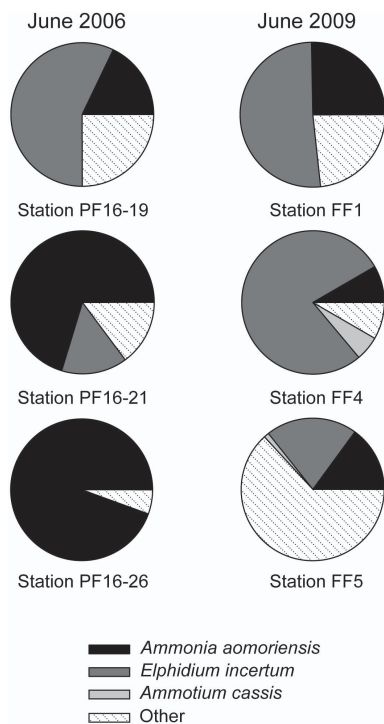 June 2006 June 2009
Station PF16-19 Station FF1
Station PF16-21 Station FF4
Station PF16-26 Station FF5
Ammonia aomoriensis
Elphidium incertum
Ammotium cassis
Other